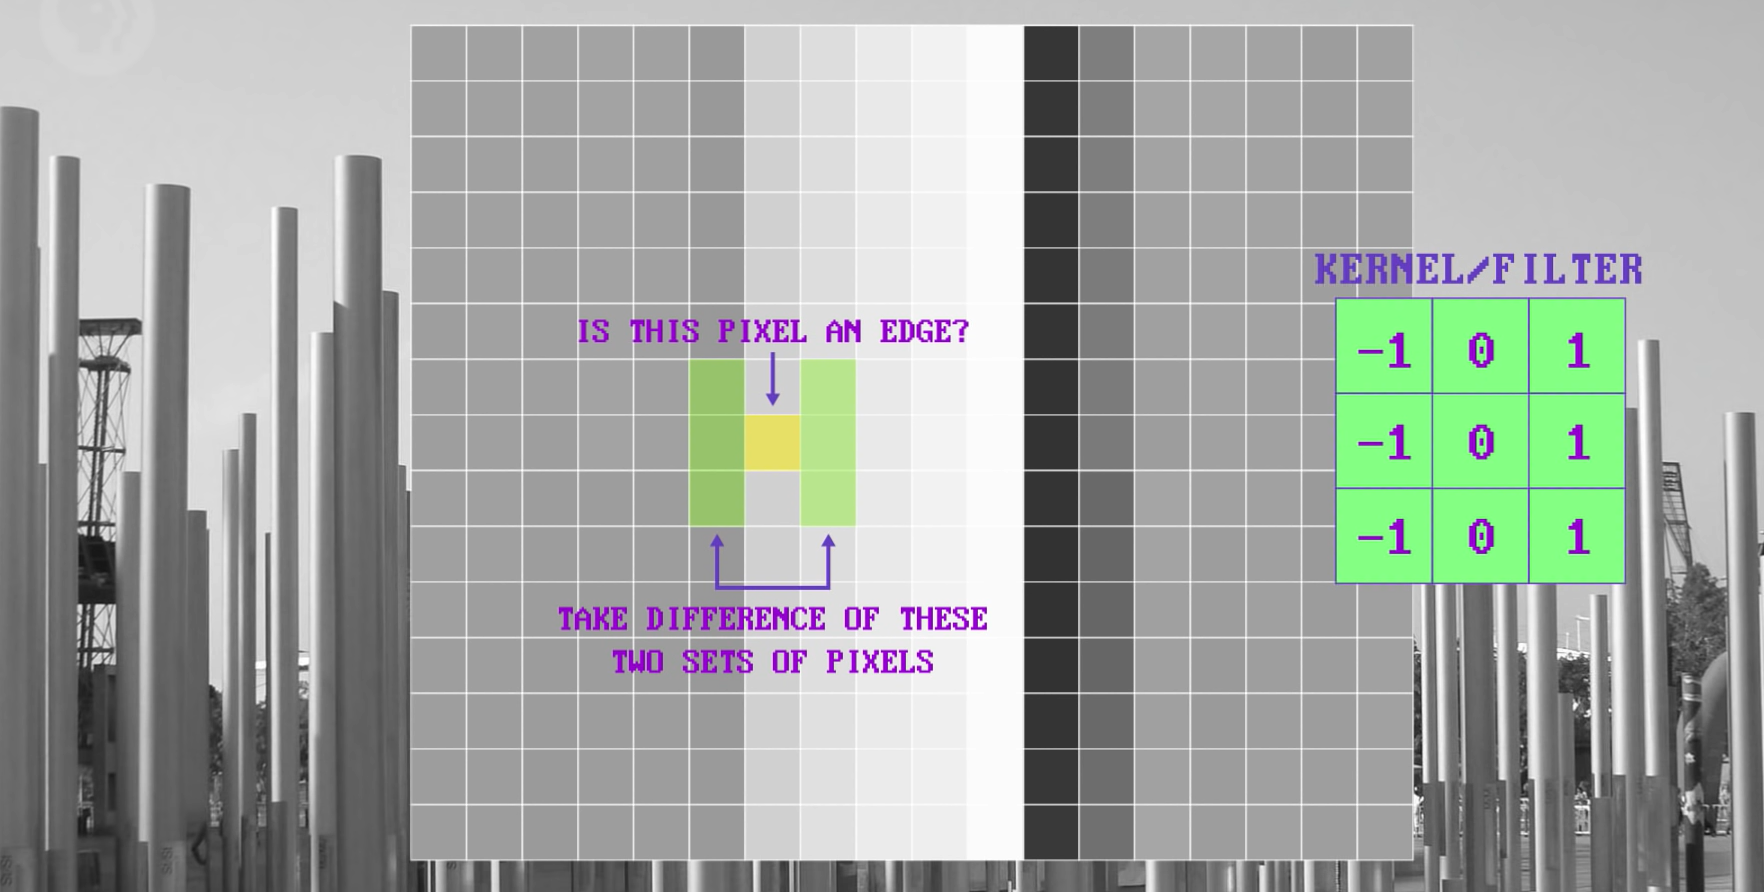 KERNEL/FILTER
IS THIS PIXEL AN EDGE?
-1 0 1
-1 0 1
-1 0 1
TAKE DIFFERENCE OF THESE
TWO SETS OF PIXELS